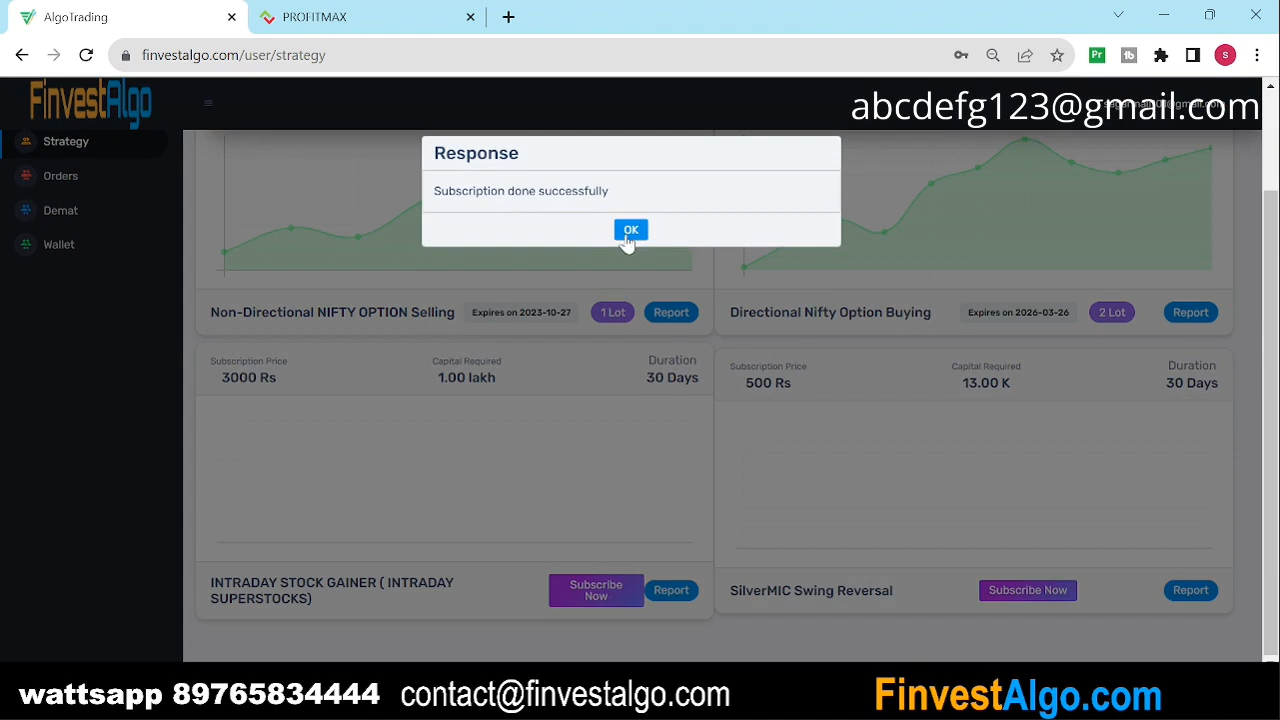 AlgoTrading
PROFITMAX
finvestalgo.com/user/strategy
Pr
tb
S
FinvestAlgo
abcdefg123@gmail.com
Strategy
Orders
Demat
Wallet
Response
Subscription done successfully
OK
Non-Directional NIFTY OPTION Selling
Expires on 2023-10-27
1 Lot
Report
Directional Nifty Option Buying
Expires on 2026-03-26
2 Lot
Report
Subscription Price
3000 Rs
Capital Required
1.00 lakh
Duration
30 Days
Subscription Price
500 Rs
Capital Required
13.00 K
Duration
30 Days
INTRADAY STOCK GAINER ( INTRADAY
SUPERSTOCKS)
Subscribe
Now
Report
SilverMIC Swing Reversal
Subscribe Now
Report
wattsapp 89765834444
contact@finvestalgo.com
FinvestAlgo.com